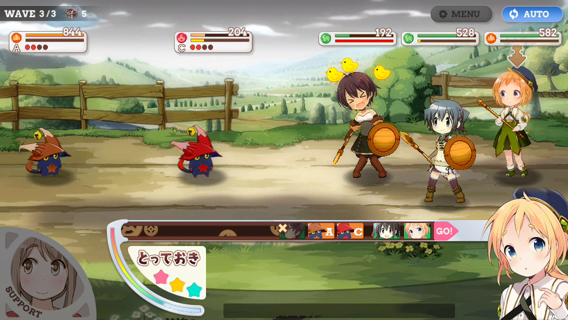 WAVE 3/3 5
MENU
AUTO
844
A
204
C
192
528
582
A C GO!
とっておき
SUPPORT